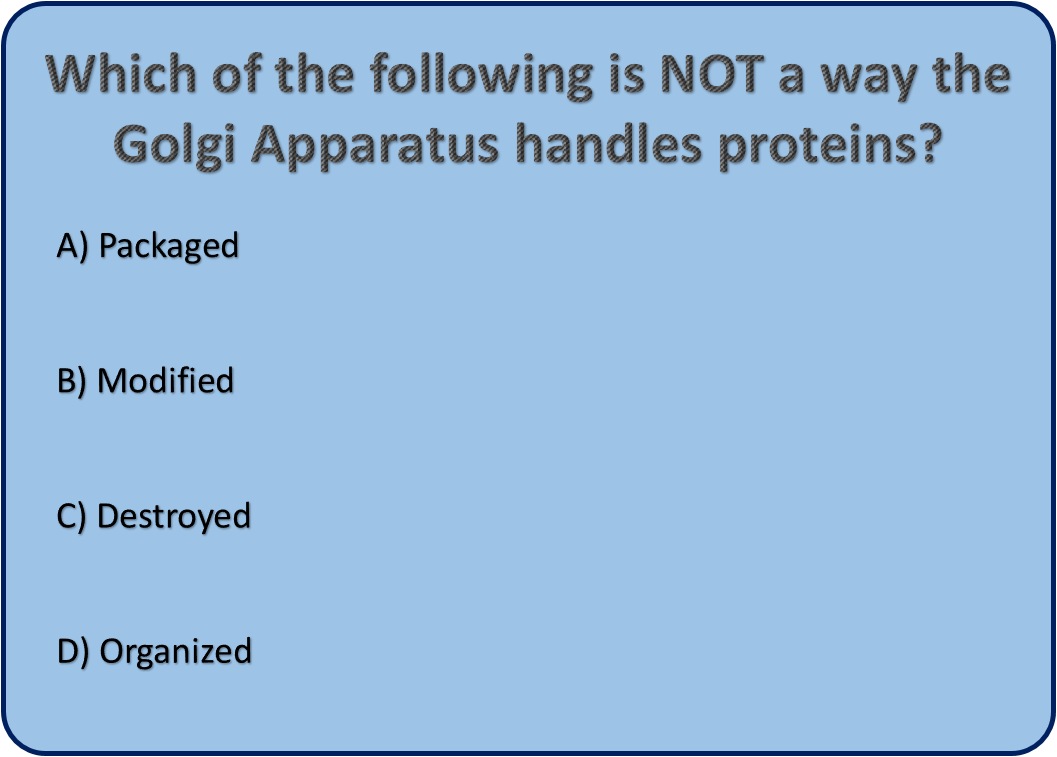 Which of the following is NOT a way the
Golgi Apparatus handles proteins?
A) Packaged
B) Modified
C) Destroyed
D) Organized